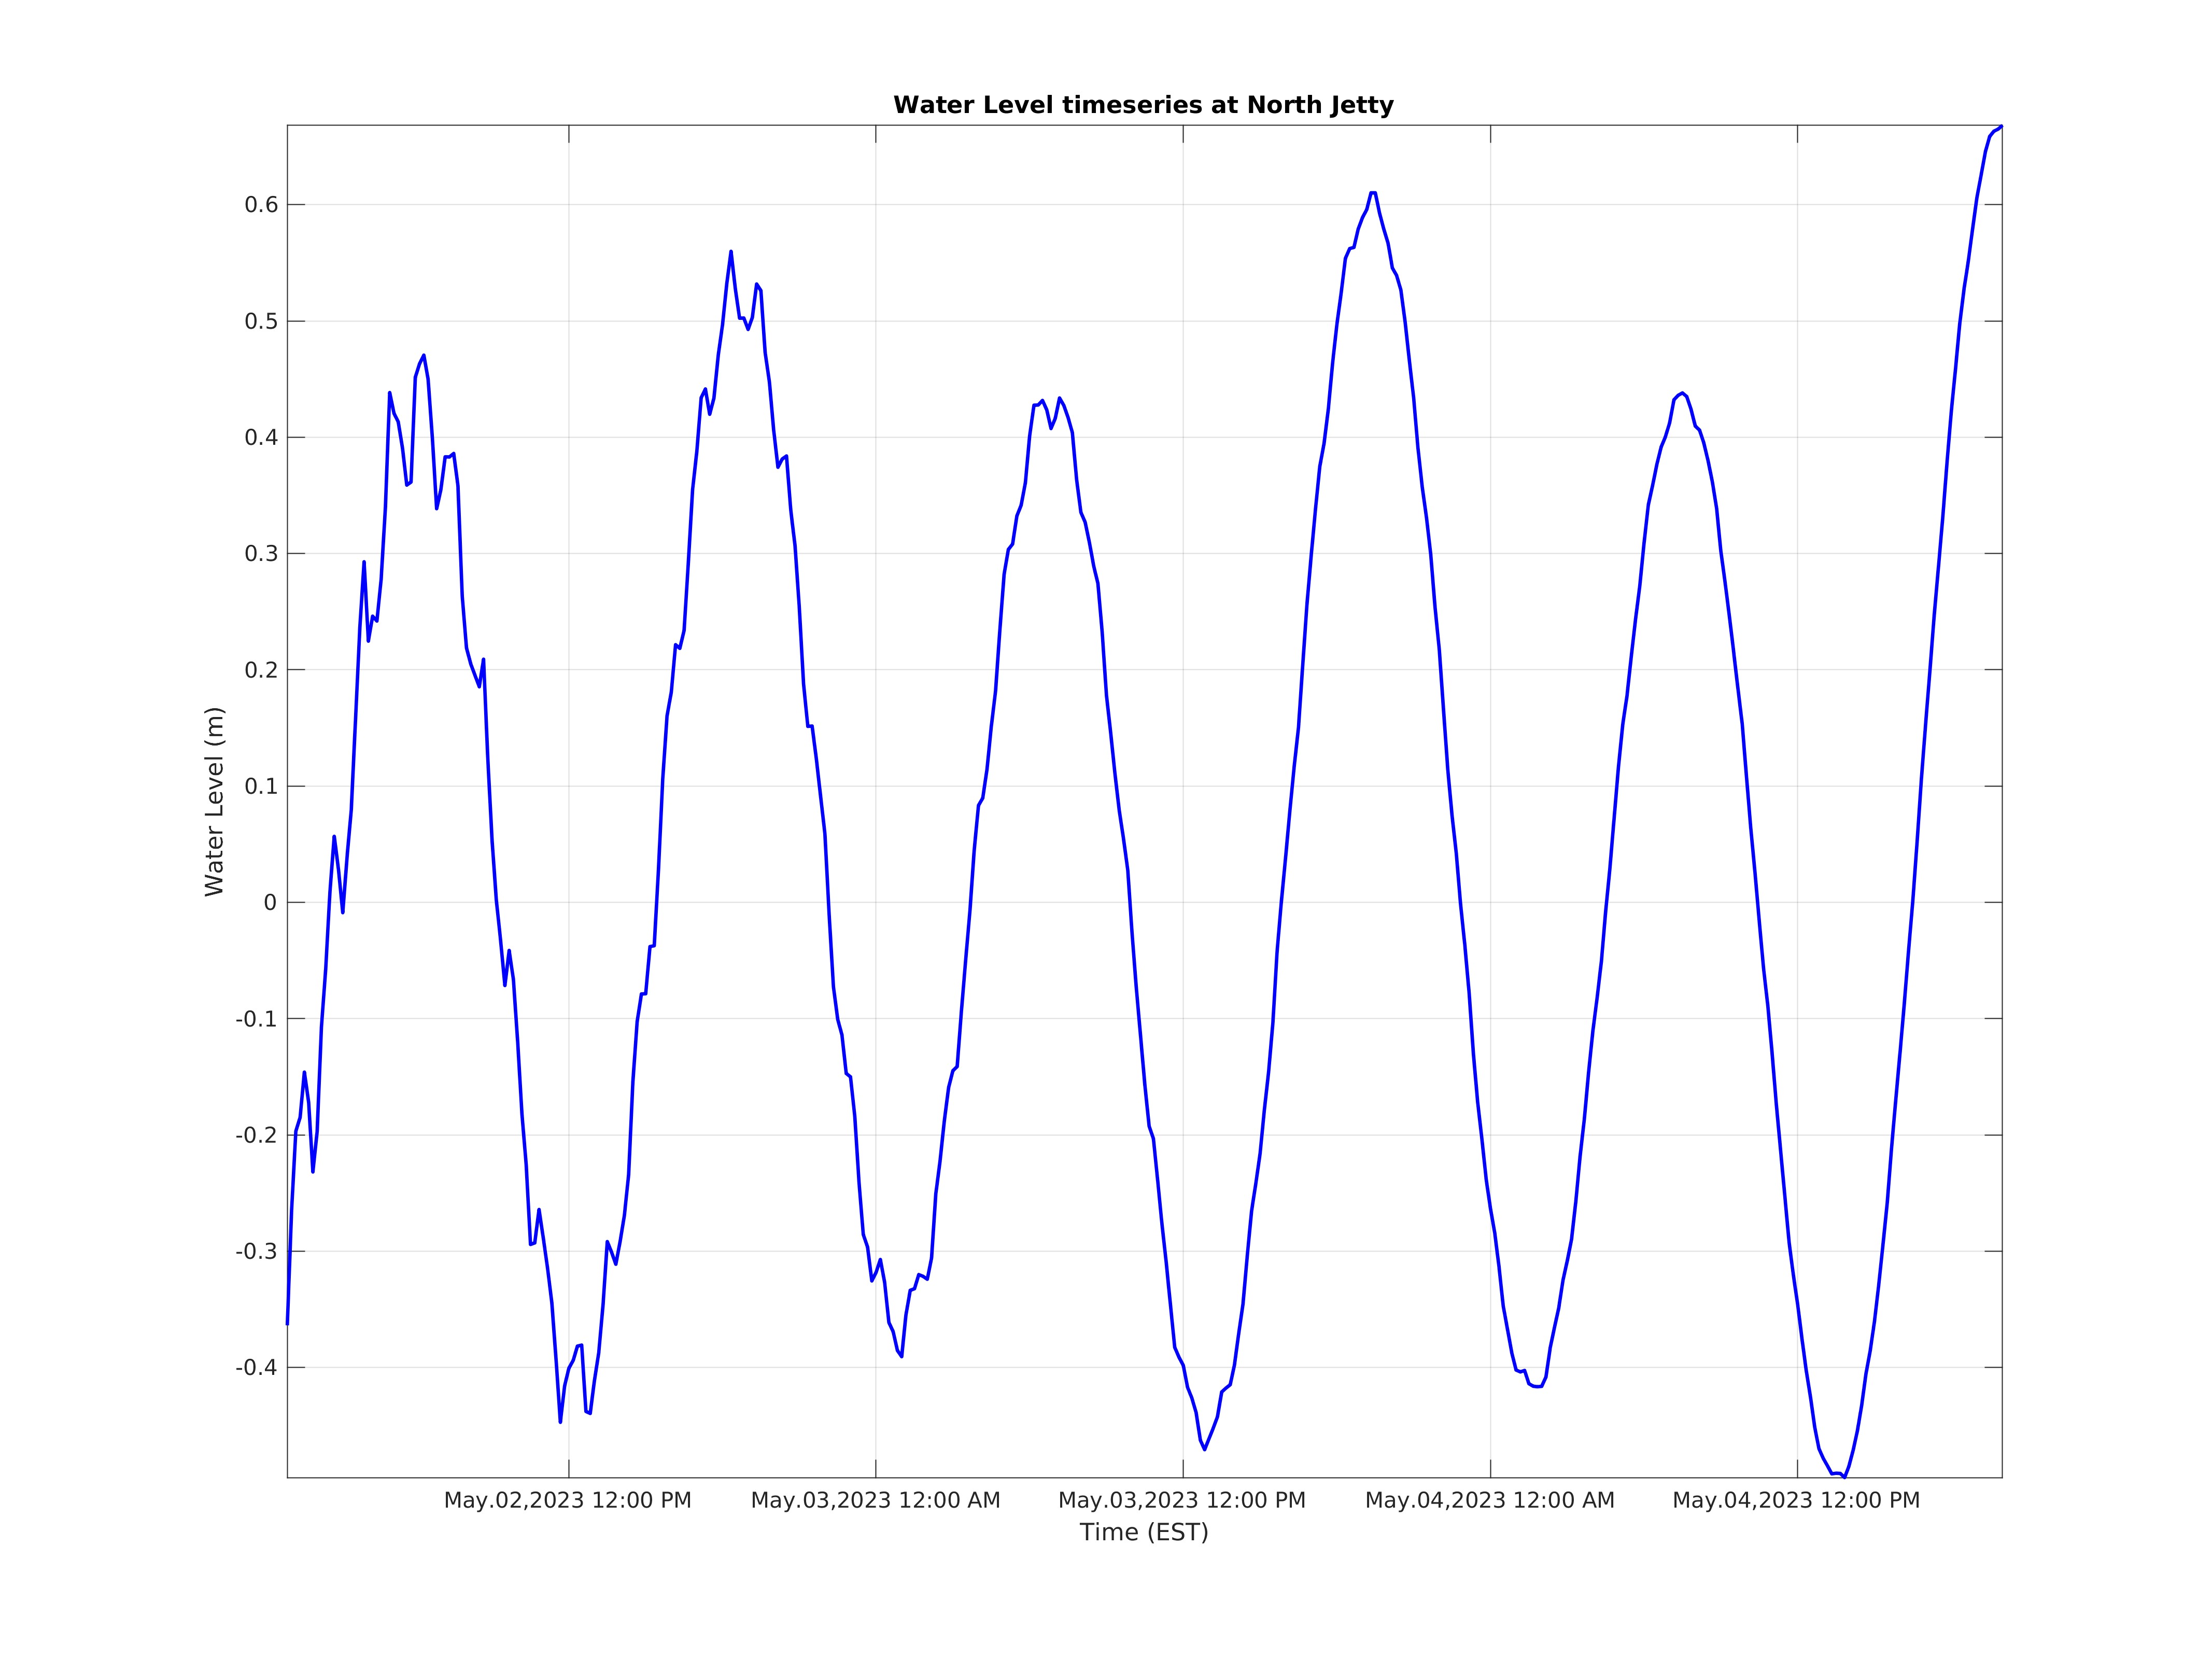 Water Level timeseries at North Jetty
0.6
0.5
0.4
0.3
0.2
0.1
0
-0.1
-0.2
-0.3
-0.4
Water Level (m)
May.02,2023 12:00 PM
May.03,2023 12:00 AM
May.03,2023 12:00 PM
May.04,2023 12:00 AM
May.04,2023 12:00 PM
Time (EST)